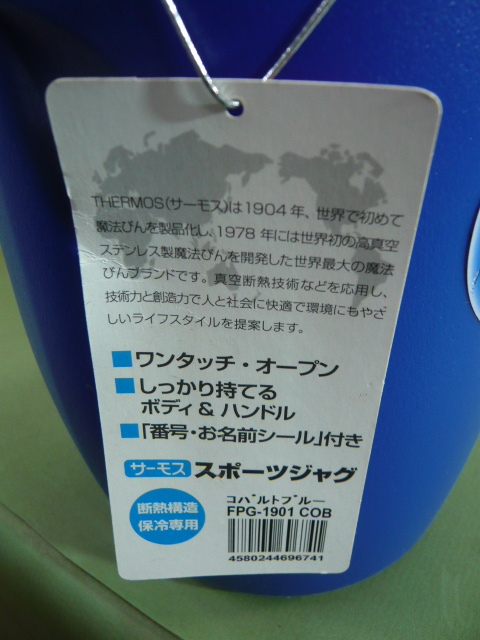 THERMOS(サーモス)は1904年、世界で初めて
魔法びんを製品化し、1978年には世界初の高真空
ステンレス製魔法びんを開発した世界最大の魔法
びんブランドです。真空断熱技術などを応用し、
技術力と創造力で人と社会に快適で環境にもやさ
しいライフスタイルを提案します。
ワンタッチ・オープン
しっかり持てる
ボディ&ハンドル
「番号・お名前シール」付き
サーモス スポーツジャグ
断熱構造
保冷専用
コバルトブルー
FPG-1901 COB
4580244696741